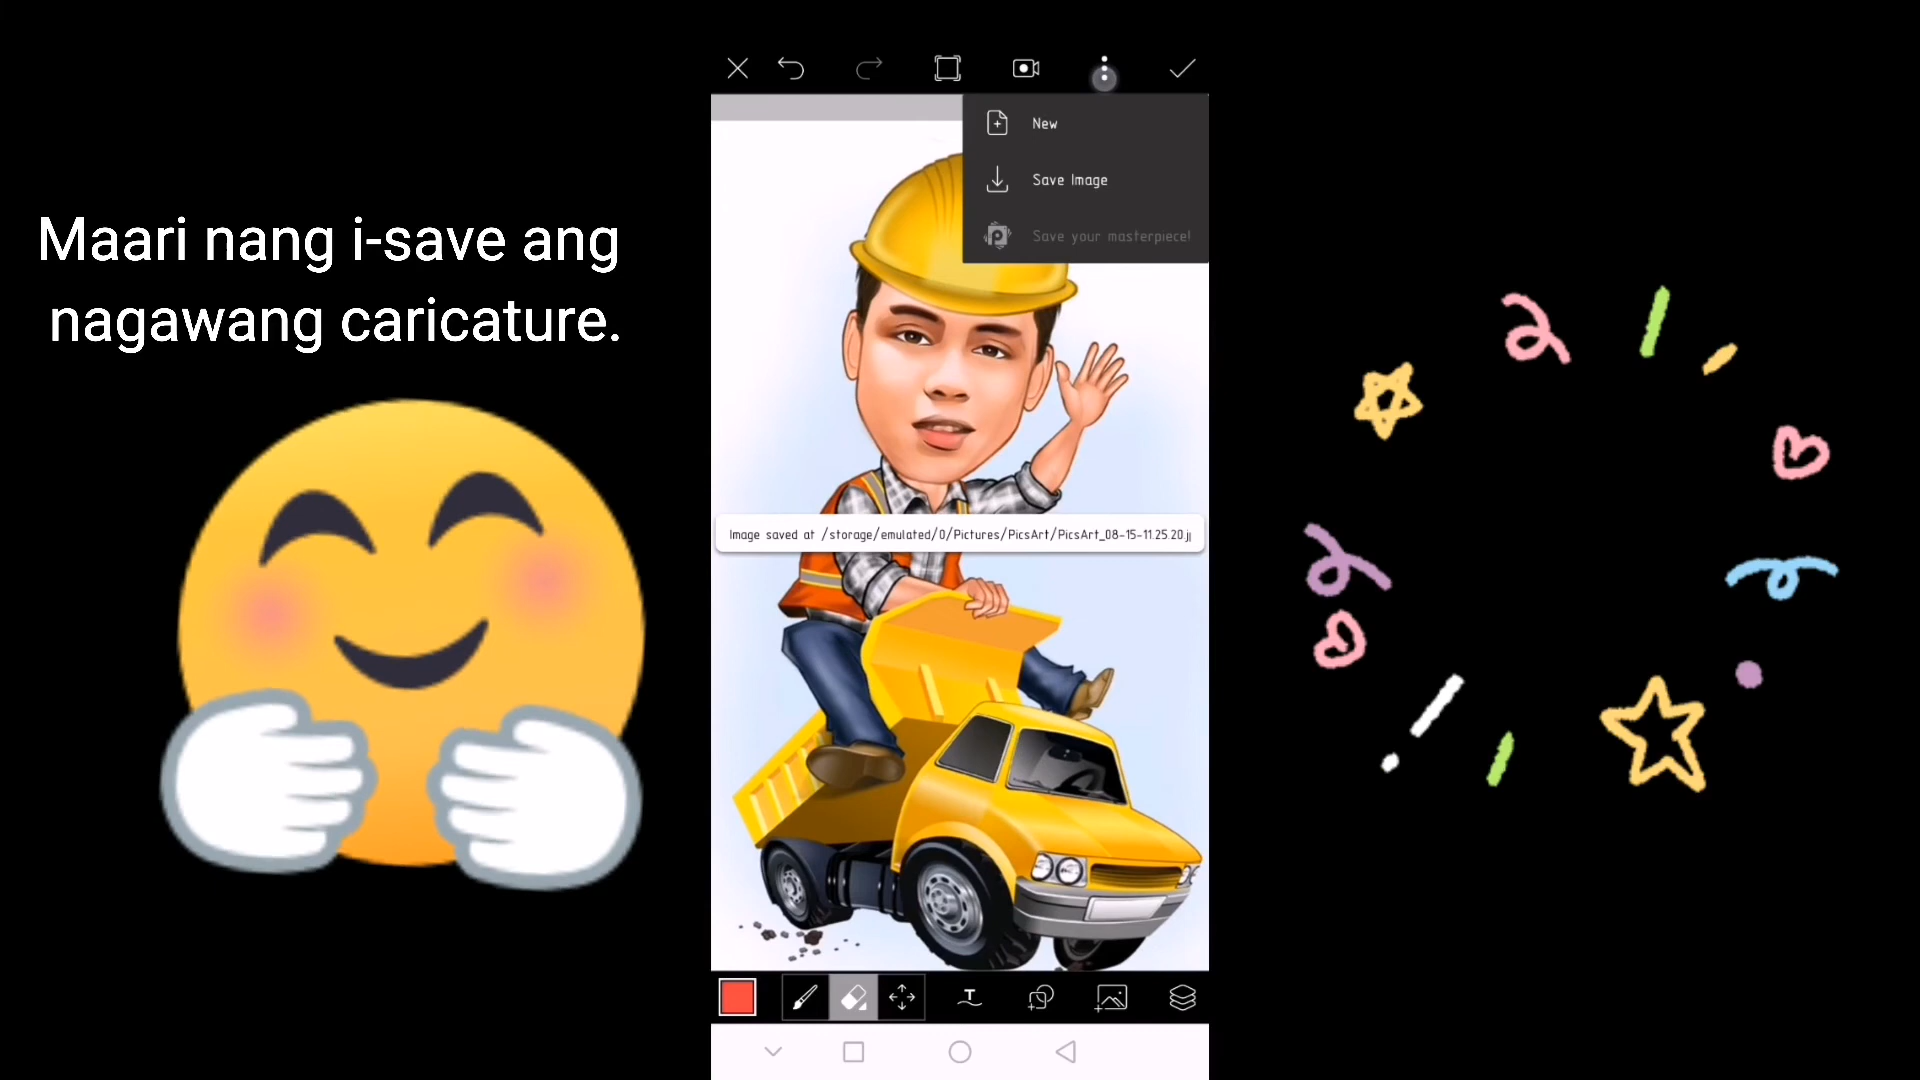 Maari nang i-save ang
nagawang caricature.
New
Save Image
Save your masterpiece!
Image saved at /storage/emulated/0/Pictures/PicsArt/PicsArt_08-15-11.25.20.j